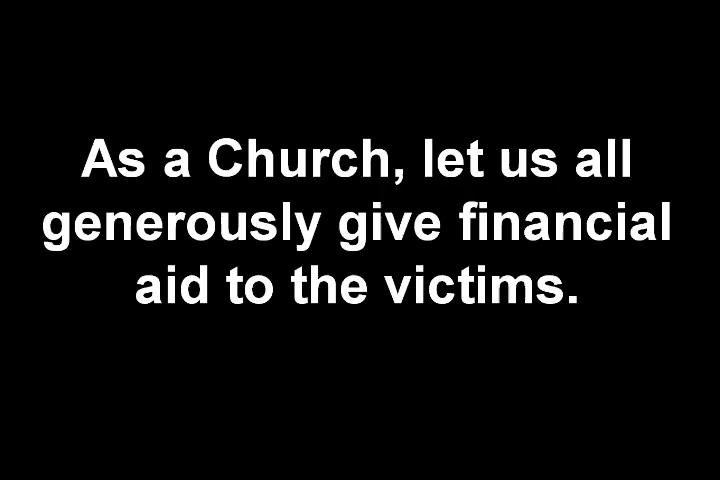 As a Church, let us all
generously give financial
aid to the victims.